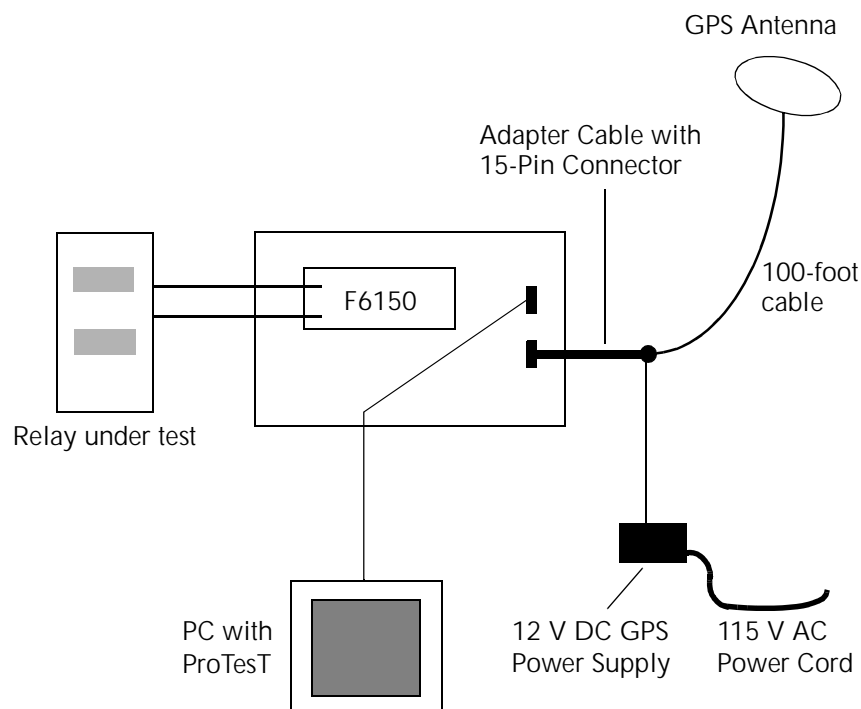 GPS Antenna
Adapter Cable with
15-Pin Connector
100-foot
cable
F6150
Relay under test
PC with
ProTesT
12 V DC GPS
Power Supply
115 V AC
Power Cord